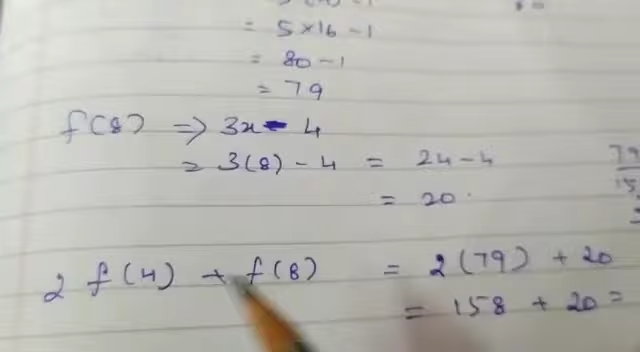 = 5 × 16 - 1
= 80 - 1
= 79
f(8) ⇒ 3x - 4
= 3(8) - 4 = 24 - 4
= 20
79
2 f(4) + f(8) = 2(79) + 20
= 158 + 20 =